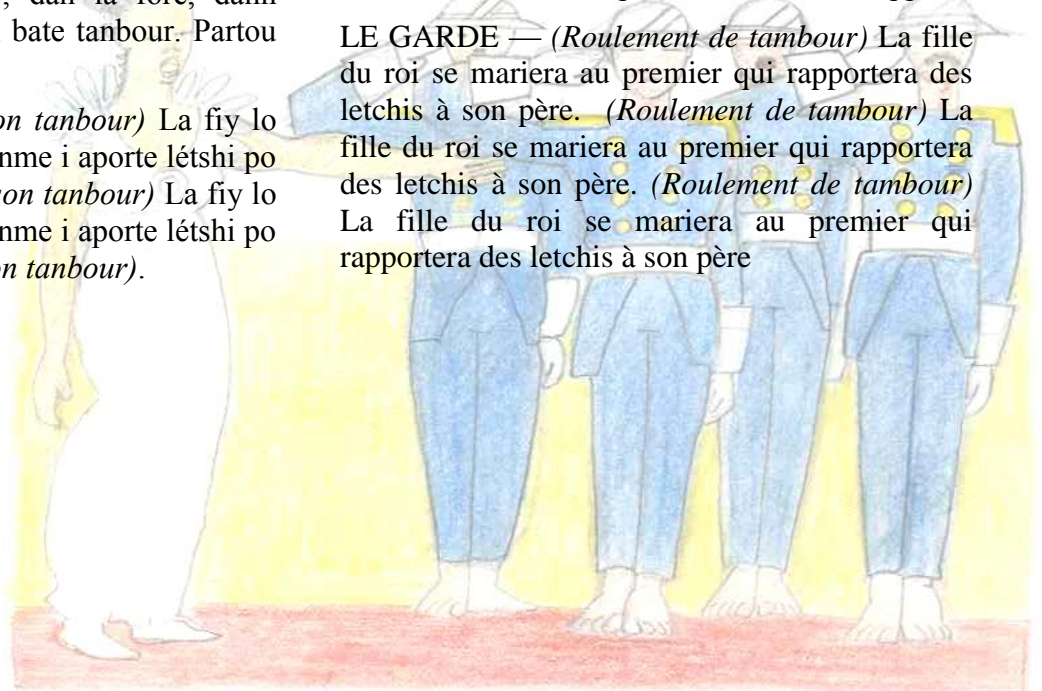 bate tanbour. Partou
on tanbour) La fiy lo
nme i aporte létshi po
on tanbour) La fiy lo
nme i aporte létshi po
on tanbour).
LE GARDE — (Roulement de tambour) La fille
du roi se mariera au premier qui rapportera des
letchis à son père. (Roulement de tambour) La
fille du roi se mariera au premier qui rapportera
des letchis à son père. (Roulement de tambour)
La fille du roi se mariera au premier qui
rapportera des letchis à son père